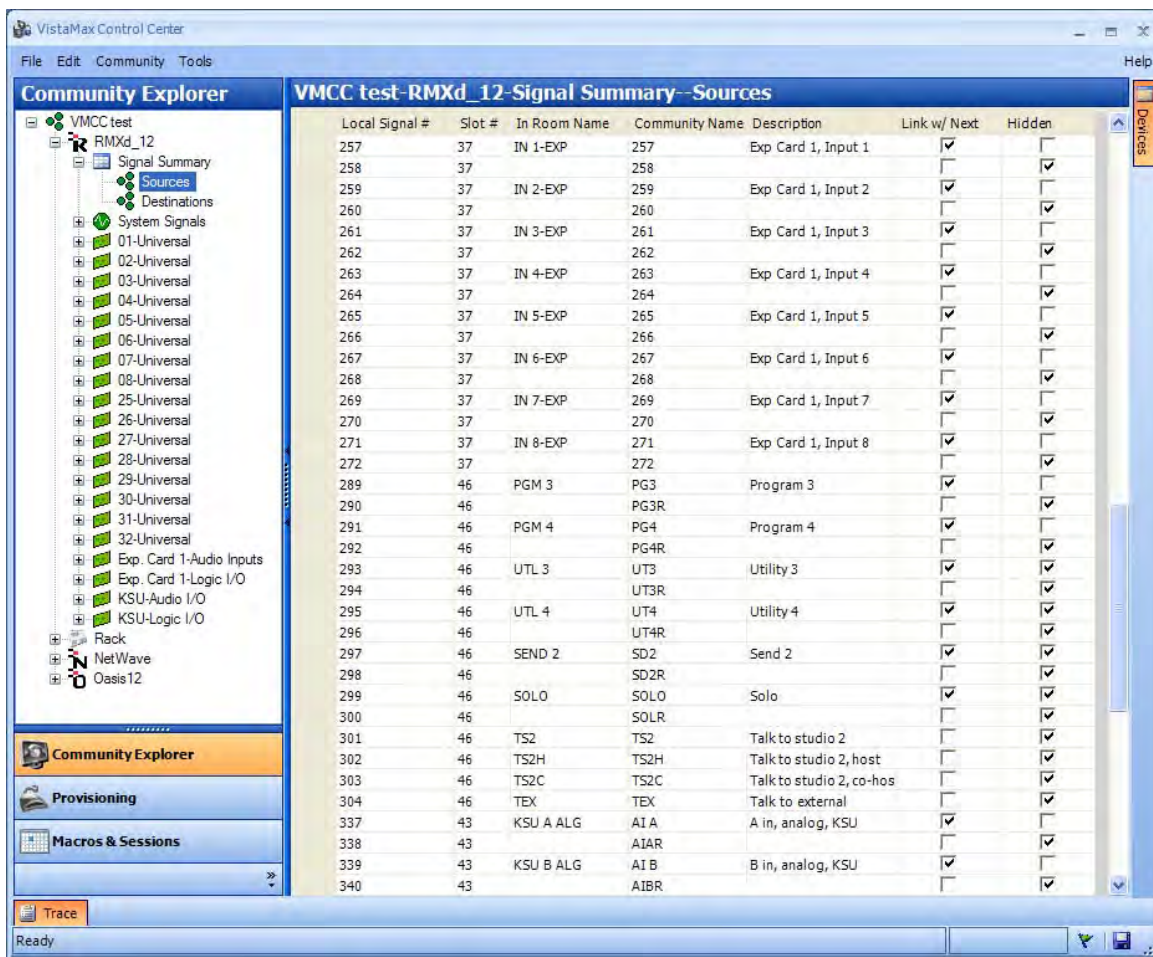 VistaMax Control Center
File Edit Community Tools Help
Community Explorer
VMCC test
RMXd_12
Signal Summary
Sources
Destinations
System Signals
01-Universal
02-Universal
03-Universal
04-Universal
05-Universal
06-Universal
07-Universal
08-Universal
25-Universal
26-Universal
27-Universal
28-Universal
29-Universal
30-Universal
31-Universal
32-Universal
Exp. Card 1-Audio Inputs
Exp. Card 1-Logic I/O
KSU-Audio I/O
KSU-Logic I/O
Rack
NetWave
Oasis12
Community Explorer
Provisioning
Macros & Sessions
VMCC test-RMXd_12-Signal Summary--Sources
Local Signal # Slot # In Room Name Community Name Description Link w/ Next Hidden
257 37 IN 1-EXP 257 Exp Card 1, Input 1
258 37 258
259 37 IN 2-EXP 259 Exp Card 1, Input 2
260 37 260
261 37 IN 3-EXP 261 Exp Card 1, Input 3
262 37 262
263 37 IN 4-EXP 263 Exp Card 1, Input 4
264 37 264
265 37 IN 5-EXP 265 Exp Card 1, Input 5
266 37 266
267 37 IN 6-EXP 267 Exp Card 1, Input 6
268 37 268
269 37 IN 7-EXP 269 Exp Card 1, Input 7
270 37 270
271 37 IN 8-EXP 271 Exp Card 1, Input 8
272 37 272
289 46 PGM 3 PG3 Program 3
290 46 PG3R
291 46 PGM 4 PG4 Program 4
292 46 PG4R
293 46 UTL 3 UT3 Utility 3
294 46 UT3R
295 46 UTL 4 UT4 Utility 4
296 46 UT4R
297 46 SEND 2 SD2 Send 2
298 46 SD2R
299 46 SOLO SOLO Solo
300 46 SOLR
301 46 TS2 TS2 Talk to studio 2
302 46 TS2H TS2H Talk to studio 2, host
303 46 TS2C TS2C Talk to studio 2, co-hos
304 46 TEX TEX Talk to external
337 43 KSU A ALG AI A A in, analog, KSU
338 43 AIAR
339 43 KSU B ALG AI B B in, analog, KSU
340 43 AIBR
Devices
Trace
Ready